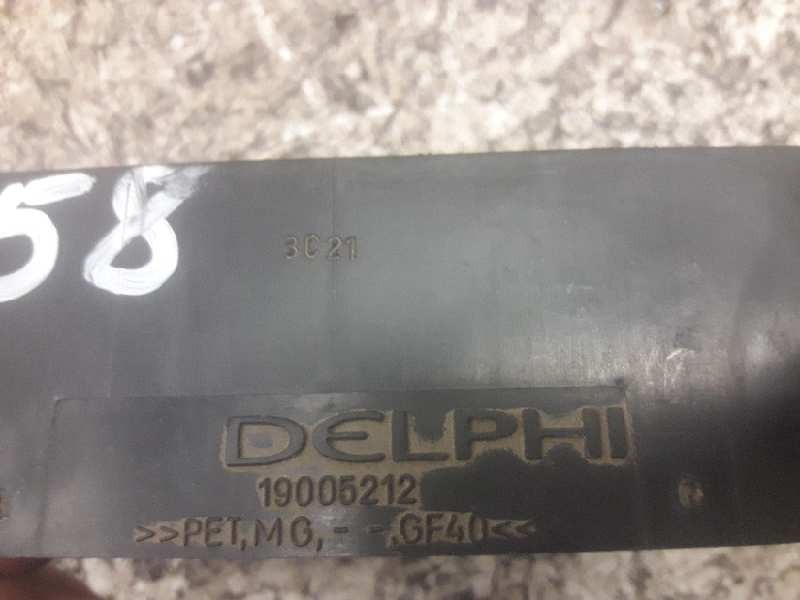 58
3C21
DELPHI
19005212
>>PET,MG,- -,GF40<<